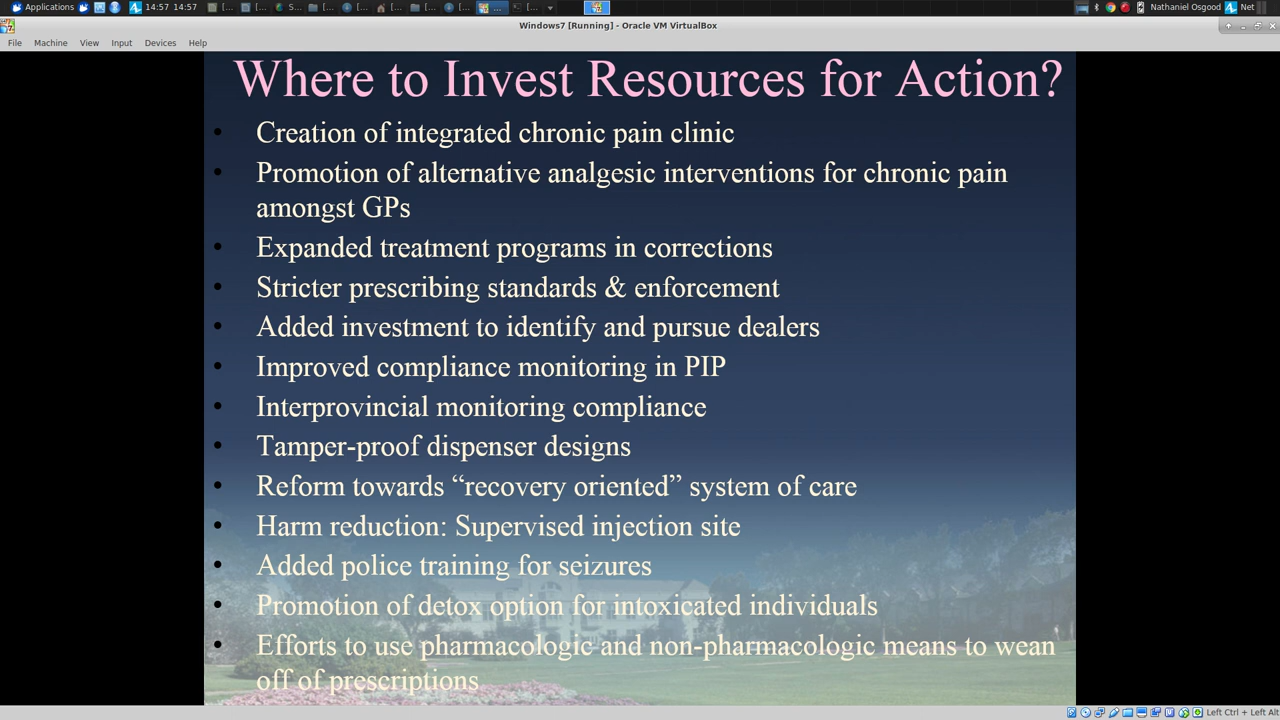 Applications
14:57 14:57
Nathaniel Osgood
Net
Windows7 [Running] - Oracle VM VirtualBox
File Machine View Input Devices Help
Where to Invest Resources for Action?
• Creation of integrated chronic pain clinic
• Promotion of alternative analgesic interventions for chronic pain
amongst GPs
• Expanded treatment programs in corrections
• Stricter prescribing standards & enforcement
• Added investment to identify and pursue dealers
• Improved compliance monitoring in PIP
• Interprovincial monitoring compliance
• Tamper-proof dispenser designs
• Reform towards “recovery oriented” system of care
• Harm reduction: Supervised injection site
• Added police training for seizures
• Promotion of detox option for intoxicated individuals
• Efforts to use pharmacologic and non-pharmacologic means to wean
off of prescriptions
Left Ctrl + Left Alt